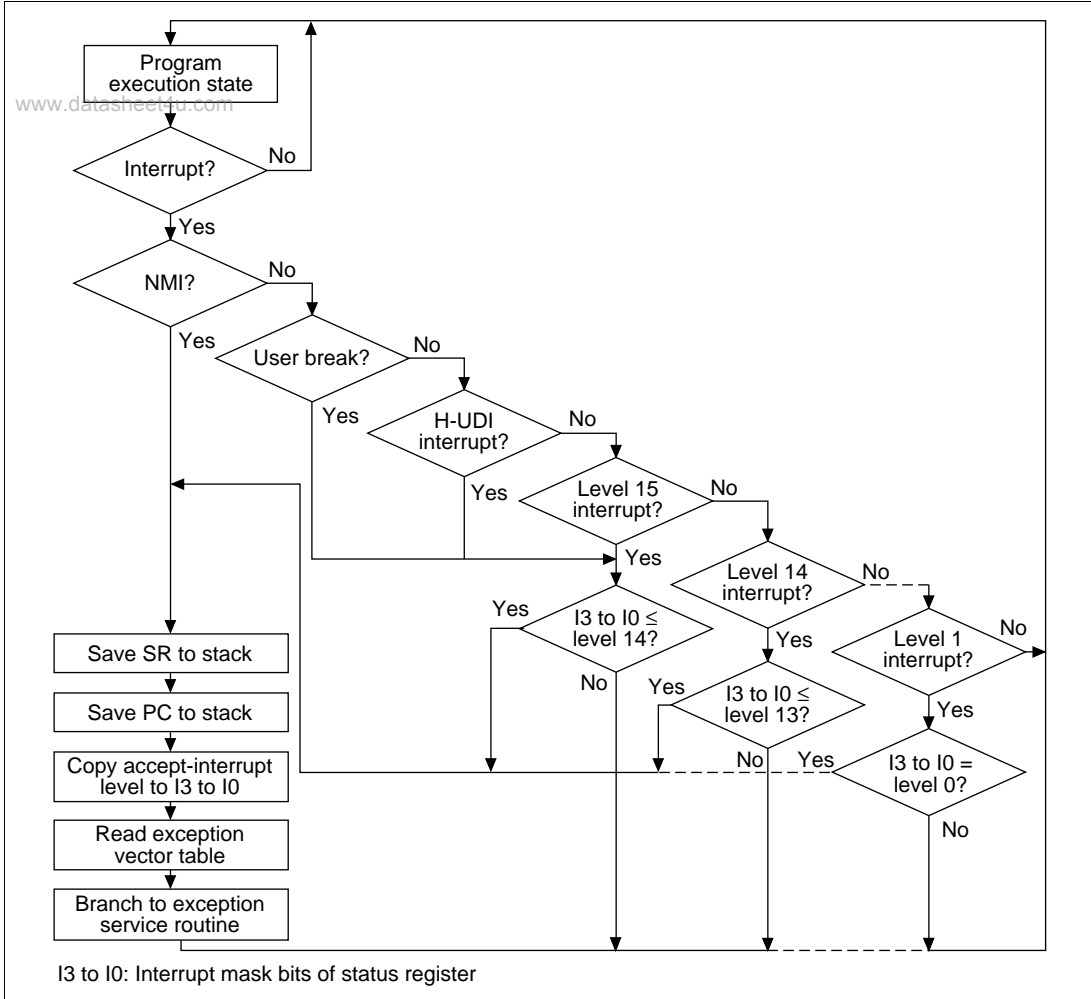 Program
execution state
www.datasheet4u.com
Interrupt?
No
Yes
NMI?
No
Yes
User break?
No
Yes
H-UDI
interrupt?
No
Yes
Level 15
interrupt?
No
Yes
Level 14
interrupt?
No
Yes
I3 to I0 ≤
level 14?
Yes
No
Level 1
interrupt?
No
Yes
I3 to I0 ≤
level 13?
Yes
No
I3 to I0 =
level 0?
Yes
No
Save SR to stack
Save PC to stack
Copy accept-interrupt
level to I3 to I0
Read exception
vector table
Branch to exception
service routine
I3 to I0: Interrupt mask bits of status register